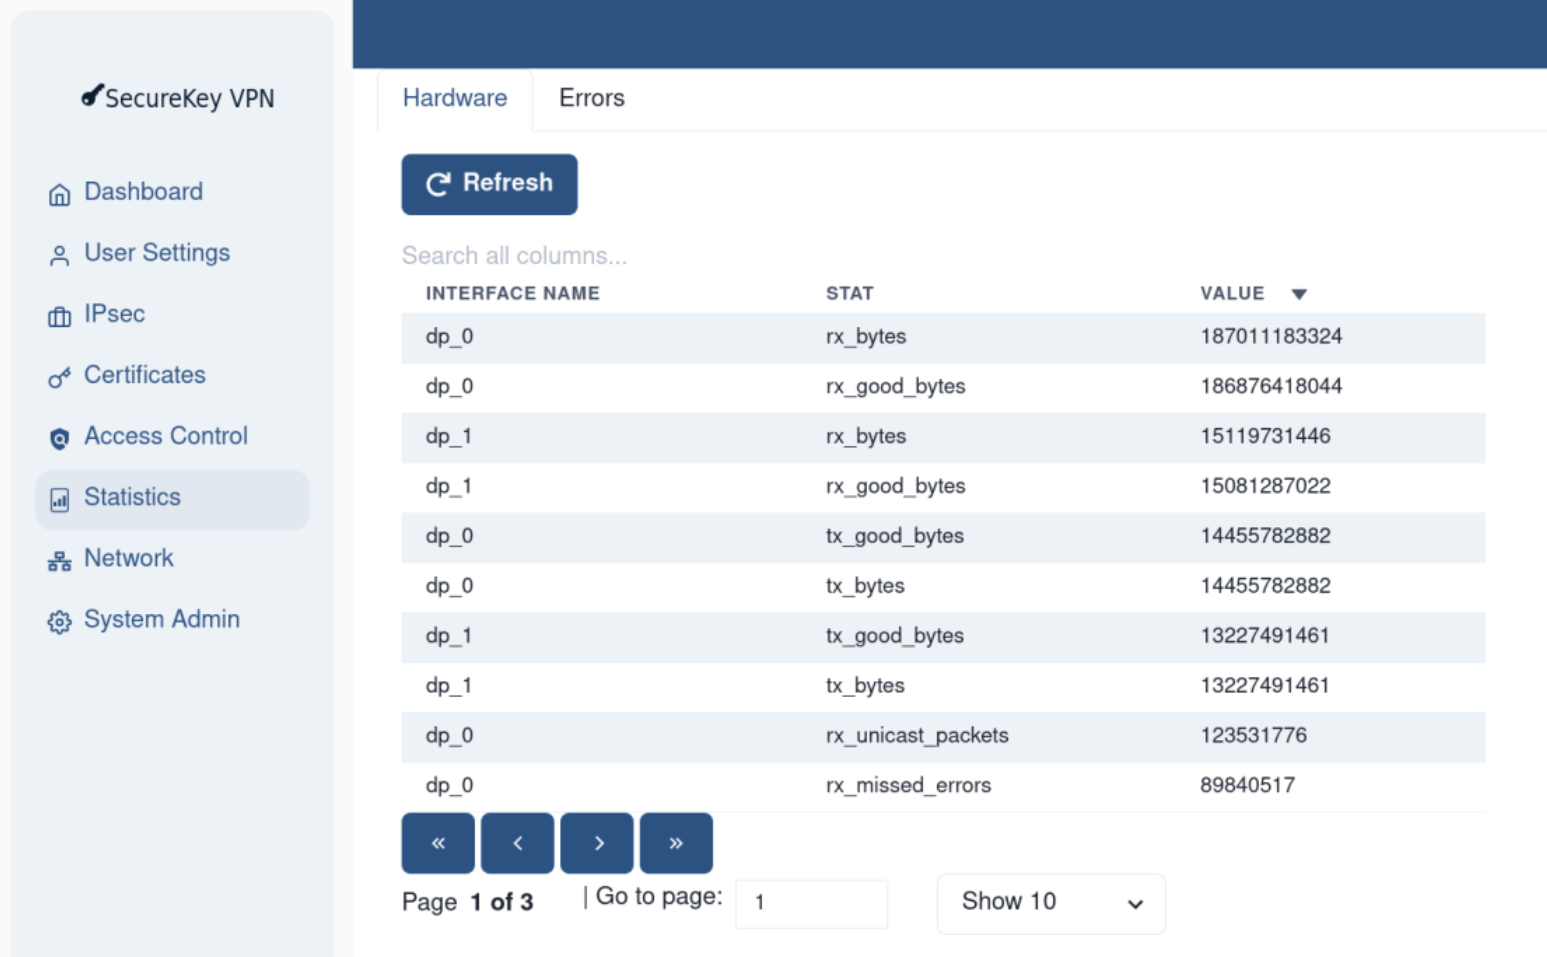 SecureKey VPN
Dashboard
User Settings
IPsec
Certificates
Access Control
Statistics
Network
System Admin
Hardware Errors
Refresh
Search all columns...
INTERFACE NAME STAT VALUE ▼
dp_0 rx_bytes 187011183324
dp_0 rx_good_bytes 186876418044
dp_1 rx_bytes 15119731446
dp_1 rx_good_bytes 15081287022
dp_0 tx_good_bytes 14455782882
dp_0 tx_bytes 14455782882
dp_1 tx_good_bytes 13227491461
dp_1 tx_bytes 13227491461
dp_0 rx_unicast_packets 123531776
dp_0 rx_missed_errors 89840517
« ‹ › »
Page 1 of 3 | Go to page: 1 Show 10